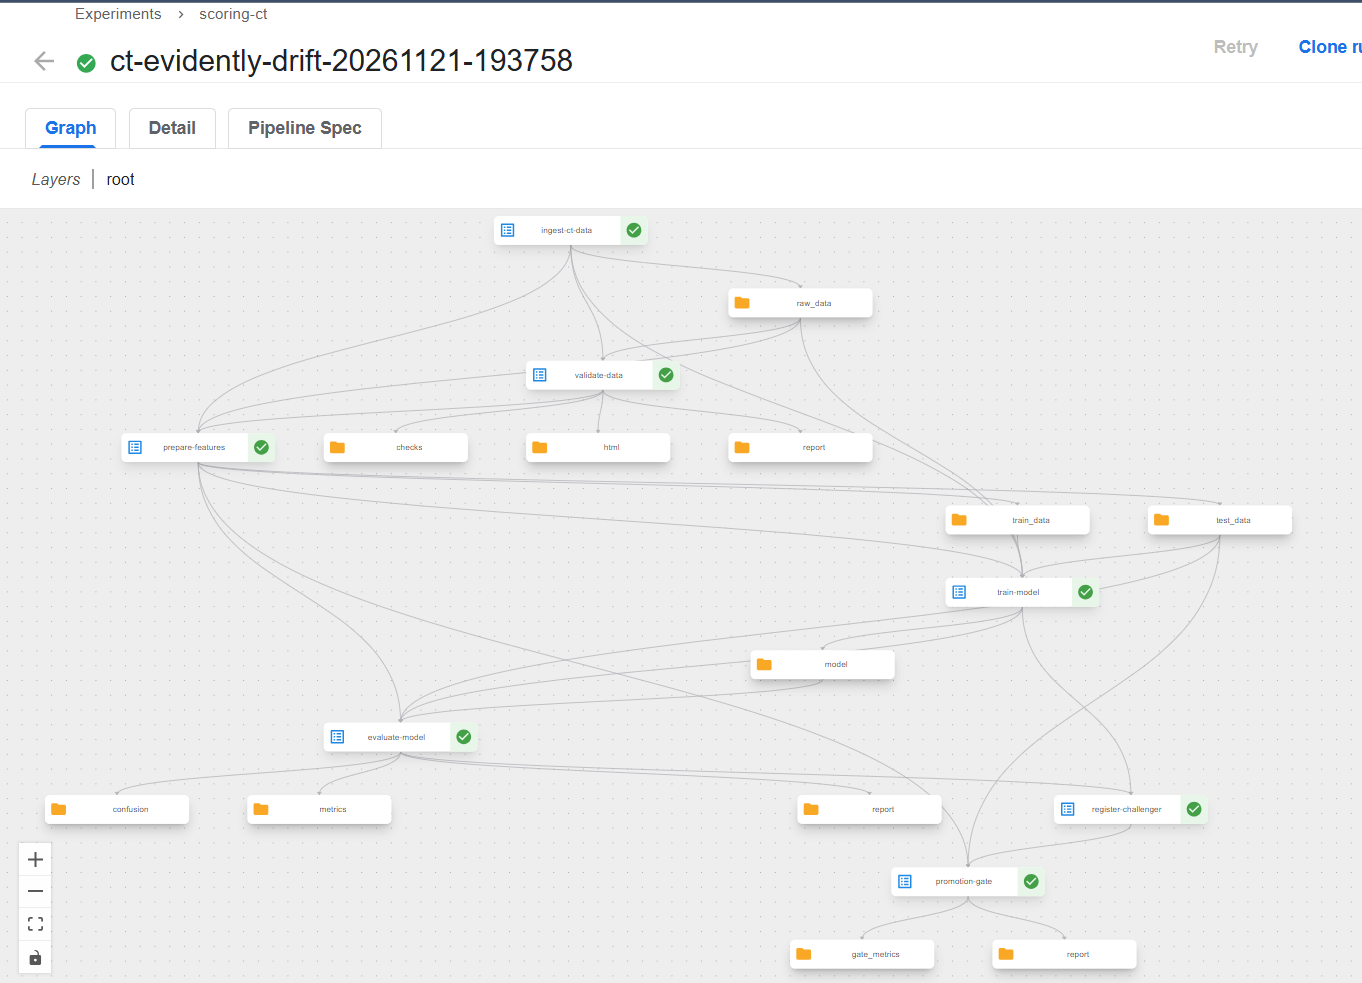 Experiments > scoring-ct
ct-evidently-drift-20261121-193758
Retry Clone ru
Graph Detail Pipeline Spec
Layers root
ingest-ct-data
raw_data
validate-data
prepare-features
checks
html
report
train_data
test_data
train-model
model
evaluate-model
confusion
metrics
report
register-challenger
promotion-gate
gate_metrics
report